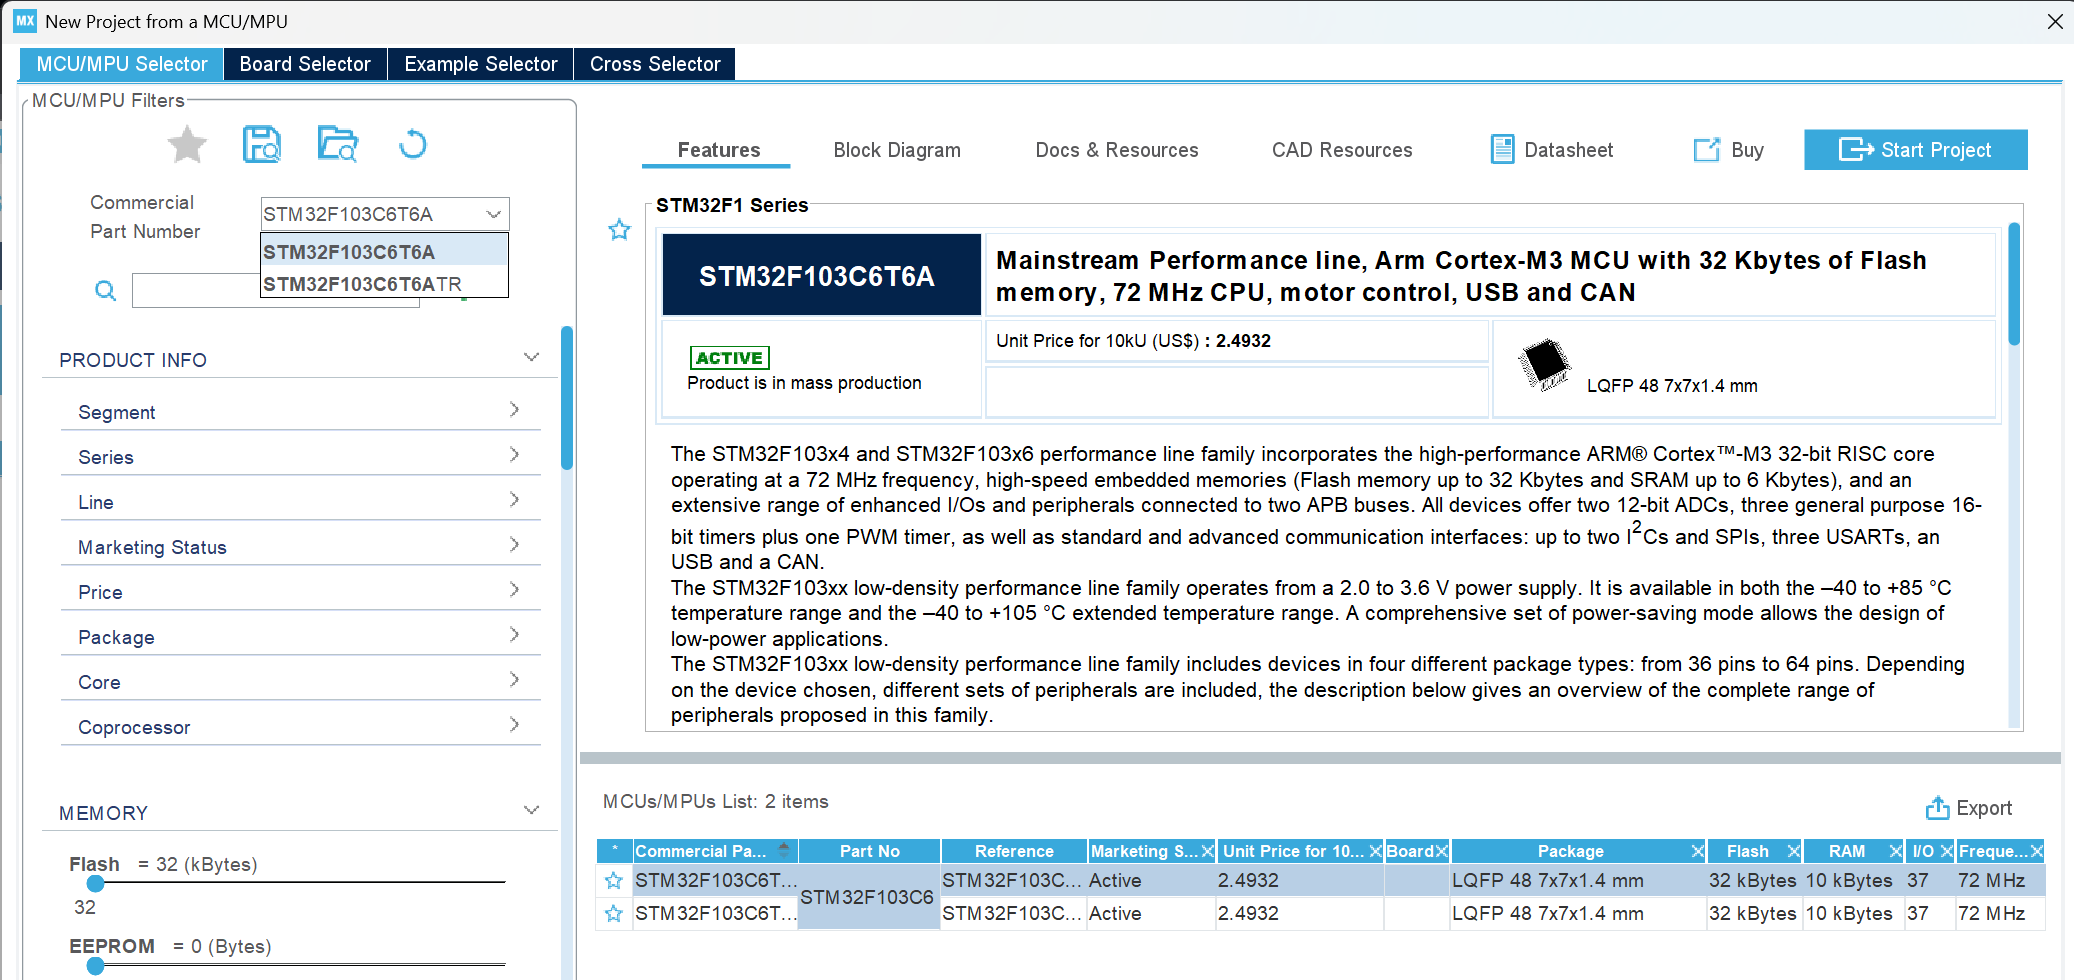 MX New Project from a MCU/MPU
MCU/MPU Selector Board Selector Example Selector Cross Selector
MCU/MPU Filters
Commercial
Part Number
STM32F103C6T6A
STM32F103C6T6A
STM32F103C6T6ATR
PRODUCT INFO
Segment
Series
Line
Marketing Status
Price
Package
Core
Coprocessor
MEMORY
Flash = 32 (kBytes)
32
EEPROM = 0 (Bytes)
Features Block Diagram Docs & Resources CAD Resources Datasheet Buy Start Project
STM32F1 Series
STM32F103C6T6A
Mainstream Performance line, Arm Cortex-M3 MCU with 32 Kbytes of Flash
memory, 72 MHz CPU, motor control, USB and CAN
ACTIVE
Product is in mass production
Unit Price for 10kU (US$) : 2.4932
LQFP 48 7x7x1.4 mm
The STM32F103x4 and STM32F103x6 performance line family incorporates the high-performance ARM® Cortex™-M3 32-bit RISC core
operating at a 72 MHz frequency, high-speed embedded memories (Flash memory up to 32 Kbytes and SRAM up to 6 Kbytes), and an
extensive range of enhanced I/Os and peripherals connected to two APB buses. All devices offer two 12-bit ADCs, three general purpose 16-
bit timers plus one PWM timer, as well as standard and advanced communication interfaces: up to two I²Cs and SPIs, three USARTs, an
USB and a CAN.
The STM32F103xx low-density performance line family operates from a 2.0 to 3.6 V power supply. It is available in both the –40 to +85 °C
temperature range and the –40 to +105 °C extended temperature range. A comprehensive set of power-saving mode allows the design of
low-power applications.
The STM32F103xx low-density performance line family includes devices in four different package types: from 36 pins to 64 pins. Depending
on the device chosen, different sets of peripherals are included, the description below gives an overview of the complete range of
peripherals proposed in this family.
MCUs/MPUs List: 2 items
Export
* Commercial Pa... Part No Reference Marketing S... Unit Price for 10... Board Package Flash RAM I/O Freque...
STM32F103C6T... STM32F103C6 STM32F103C... Active 2.4932 LQFP 48 7x7x1.4 mm 32 kBytes 10 kBytes 37 72 MHz
STM32F103C6T... STM32F103C... Active 2.4932 LQFP 48 7x7x1.4 mm 32 kBytes 10 kBytes 37 72 MHz